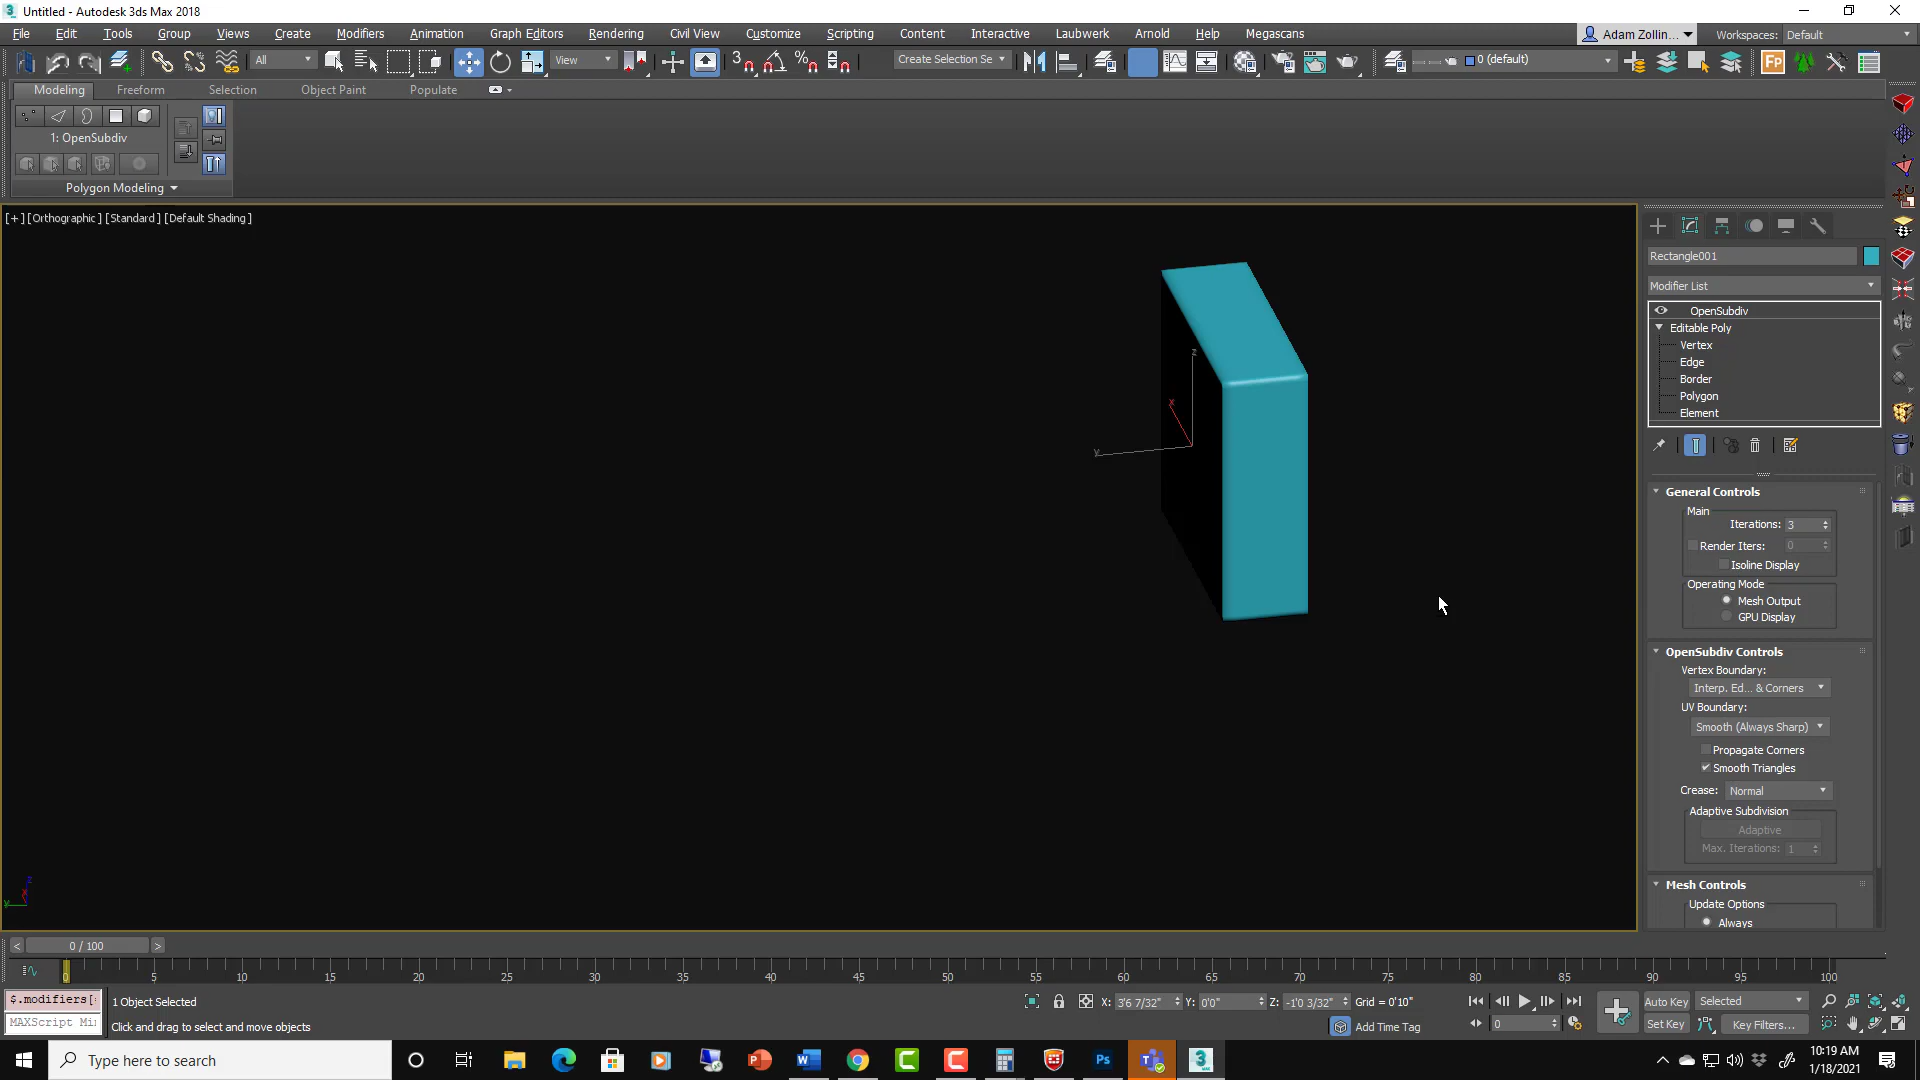 Untitled - Autodesk 3ds Max 2018
File Edit Tools Group Views Create Modifiers Animation Graph Editors Rendering Civil View Customize Scripting Content Interactive Laubwerk Arnold Help Megascans
Adam Zollin... Workspaces: Default
All View Create Selection Se 0 (default)
Modeling Freeform Selection Object Paint Populate
1: OpenSubdiv
Polygon Modeling
[+] [Orthographic ] [Standard ] [Default Shading ]
z
x
y
z
x
y
Rectangle001
Modifier List
OpenSubdiv
Editable Poly
Vertex
Edge
Border
Polygon
Element
General Controls
Main
Iterations: 3
Render Iters: 0
Isoline Display
Operating Mode
Mesh Output
GPU Display
OpenSubdiv Controls
Vertex Boundary:
Interp. Ed... & Corners
UV Boundary:
Smooth (Always Sharp)
Propagate Corners
Smooth Triangles
Crease: Normal
Adaptive Subdivision
Adaptive
Max. Iterations: 1
Mesh Controls
Update Options
Always
< 0 / 100 >
0 5 10 15 20 25 30 35 40 45 50 55 60 65 70 75 80 85 90 95 100
$.modifiers[
1 Object Selected
X: 3'6 7/32" Y: 0'0" Z: -1'0 3/32" Grid = 0'10"
Auto Key Selected
MAXScript Mi
Click and drag to select and move objects
Add Time Tag
0
Set Key Key Filters...
Type here to search
10:19 AM
1/18/2021